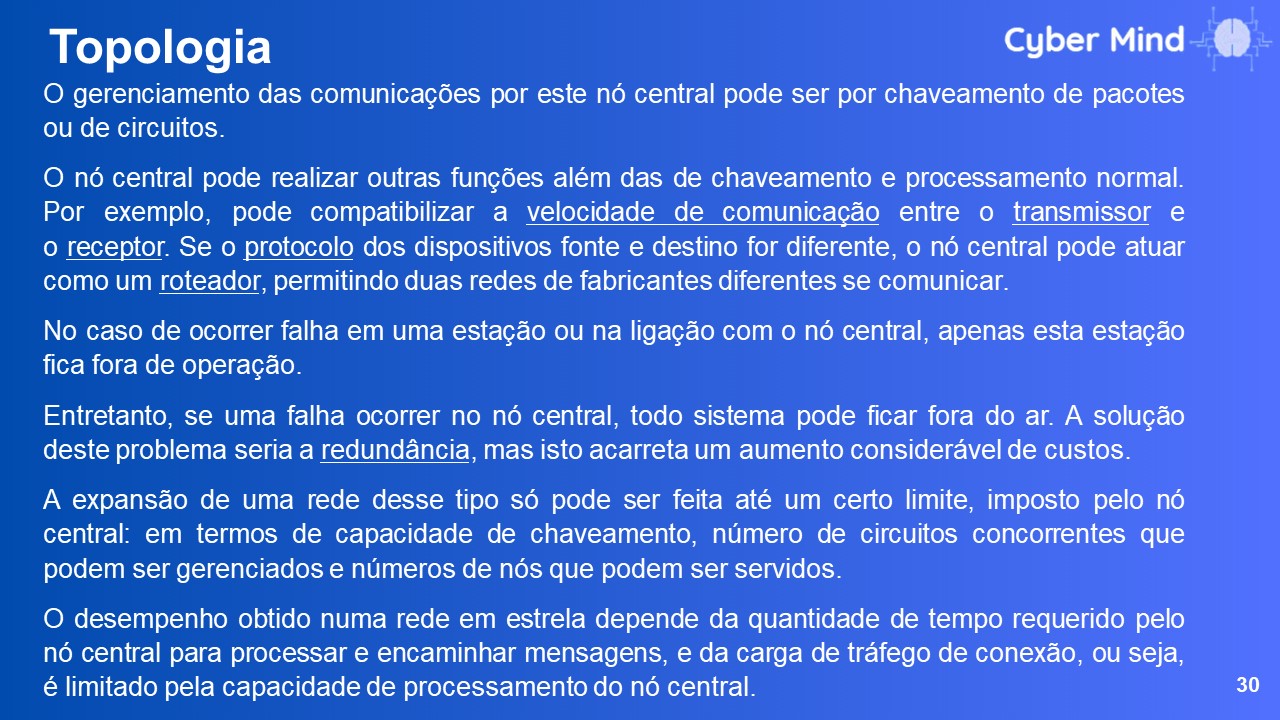 Topologia
Cyber Mind
O gerenciamento das comunicações por este nó central pode ser por chaveamento de pacotes
ou de circuitos.
O nó central pode realizar outras funções além das de chaveamento e processamento normal.
Por exemplo, pode compatibilizar a velocidade de comunicação entre o transmissor e
o receptor. Se o protocolo dos dispositivos fonte e destino for diferente, o nó central pode atuar
como um roteador, permitindo duas redes de fabricantes diferentes se comunicar.
No caso de ocorrer falha em uma estação ou na ligação com o nó central, apenas esta estação
fica fora de operação.
Entretanto, se uma falha ocorrer no nó central, todo sistema pode ficar fora do ar. A solução
deste problema seria a redundância, mas isto acarreta um aumento considerável de custos.
A expansão de uma rede desse tipo só pode ser feita até um certo limite, imposto pelo nó
central: em termos de capacidade de chaveamento, número de circuitos concorrentes que
podem ser gerenciados e números de nós que podem ser servidos.
O desempenho obtido numa rede em estrela depende da quantidade de tempo requerido pelo
nó central para processar e encaminhar mensagens, e da carga de tráfego de conexão, ou seja,
é limitado pela capacidade de processamento do nó central.
30